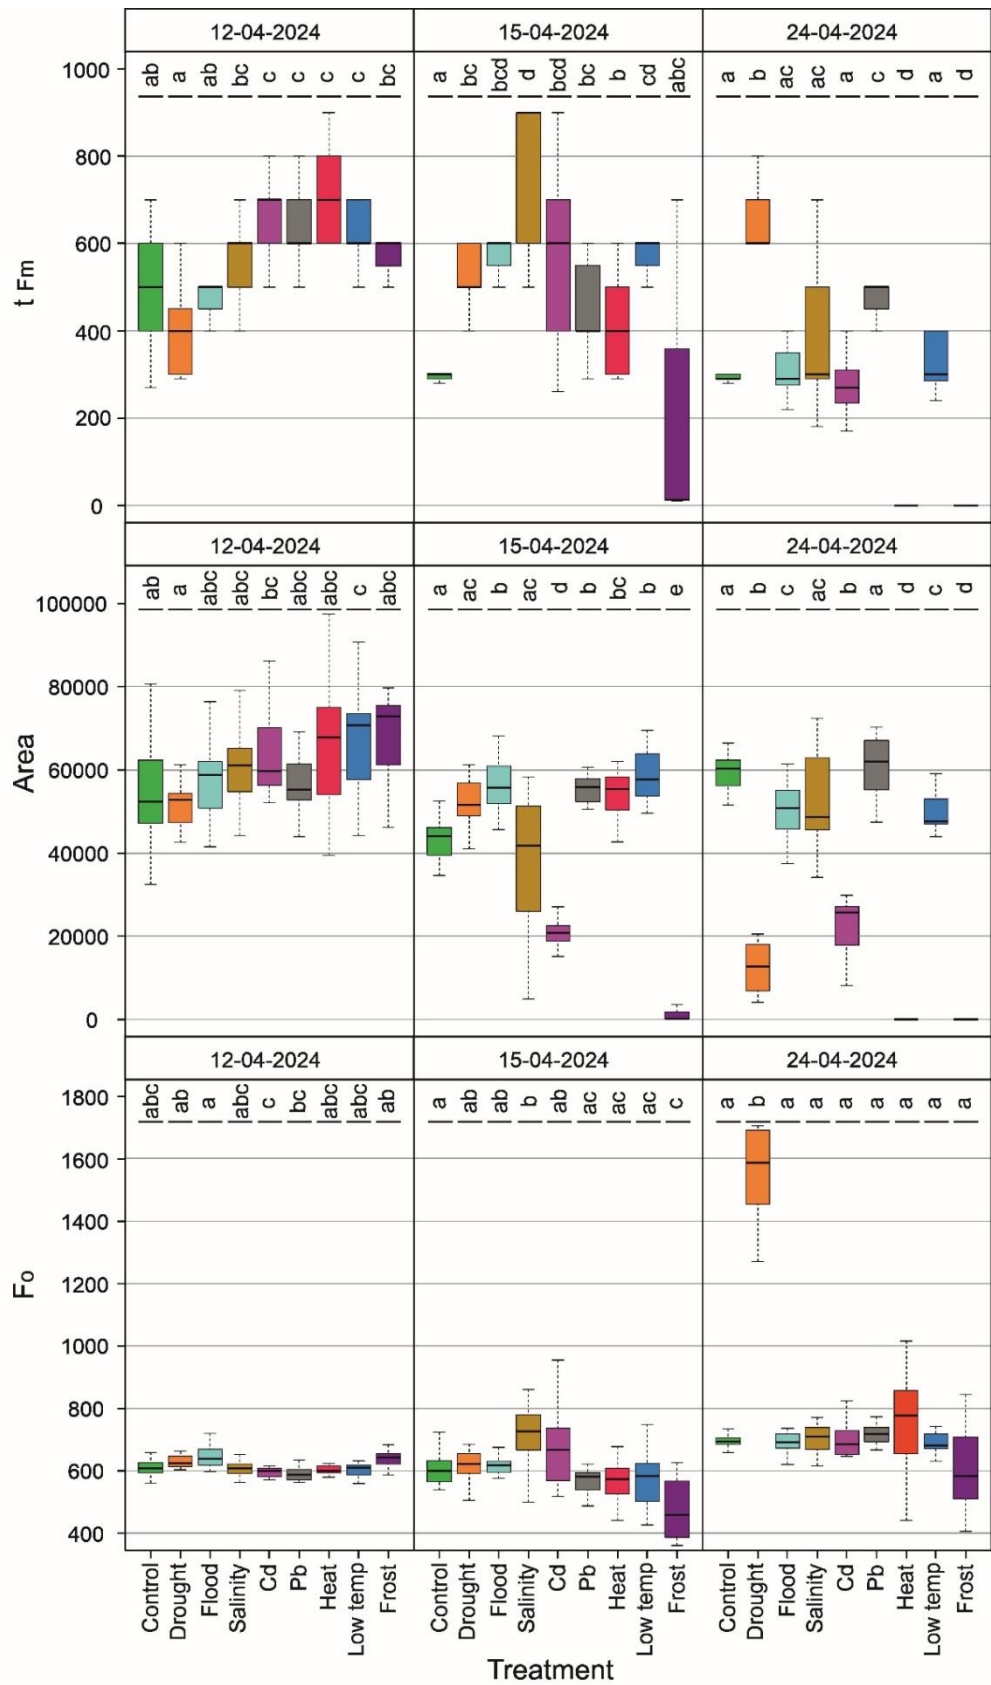 12-04-2024 15-04-2024 24-04-2024
ab a ab bc c c c c bc a bc bcd d bcd bc b cd abc a b ac ac a c d a d
1000
800
600
400
200
0
t Fm
12-04-2024 15-04-2024 24-04-2024
ab a abc abc bc abc abc c abc a ac b ac d b bc b e a b c ac b a d c d
100000
80000
60000
40000
20000
0
Area
12-04-2024 15-04-2024 24-04-2024
abc ab a abc c bc abc abc ab a ab ab b ab ac ac ac c a b a a a a a a a
1800
1600
1400
1200
1000
800
600
400
Fo
Control Drought Flood Salinity Cd Pb Heat Low temp Frost Control Drought Flood Salinity Cd Pb Heat Low temp Frost Control Drought Flood Salinity Cd Pb Heat Low temp Frost
Treatment